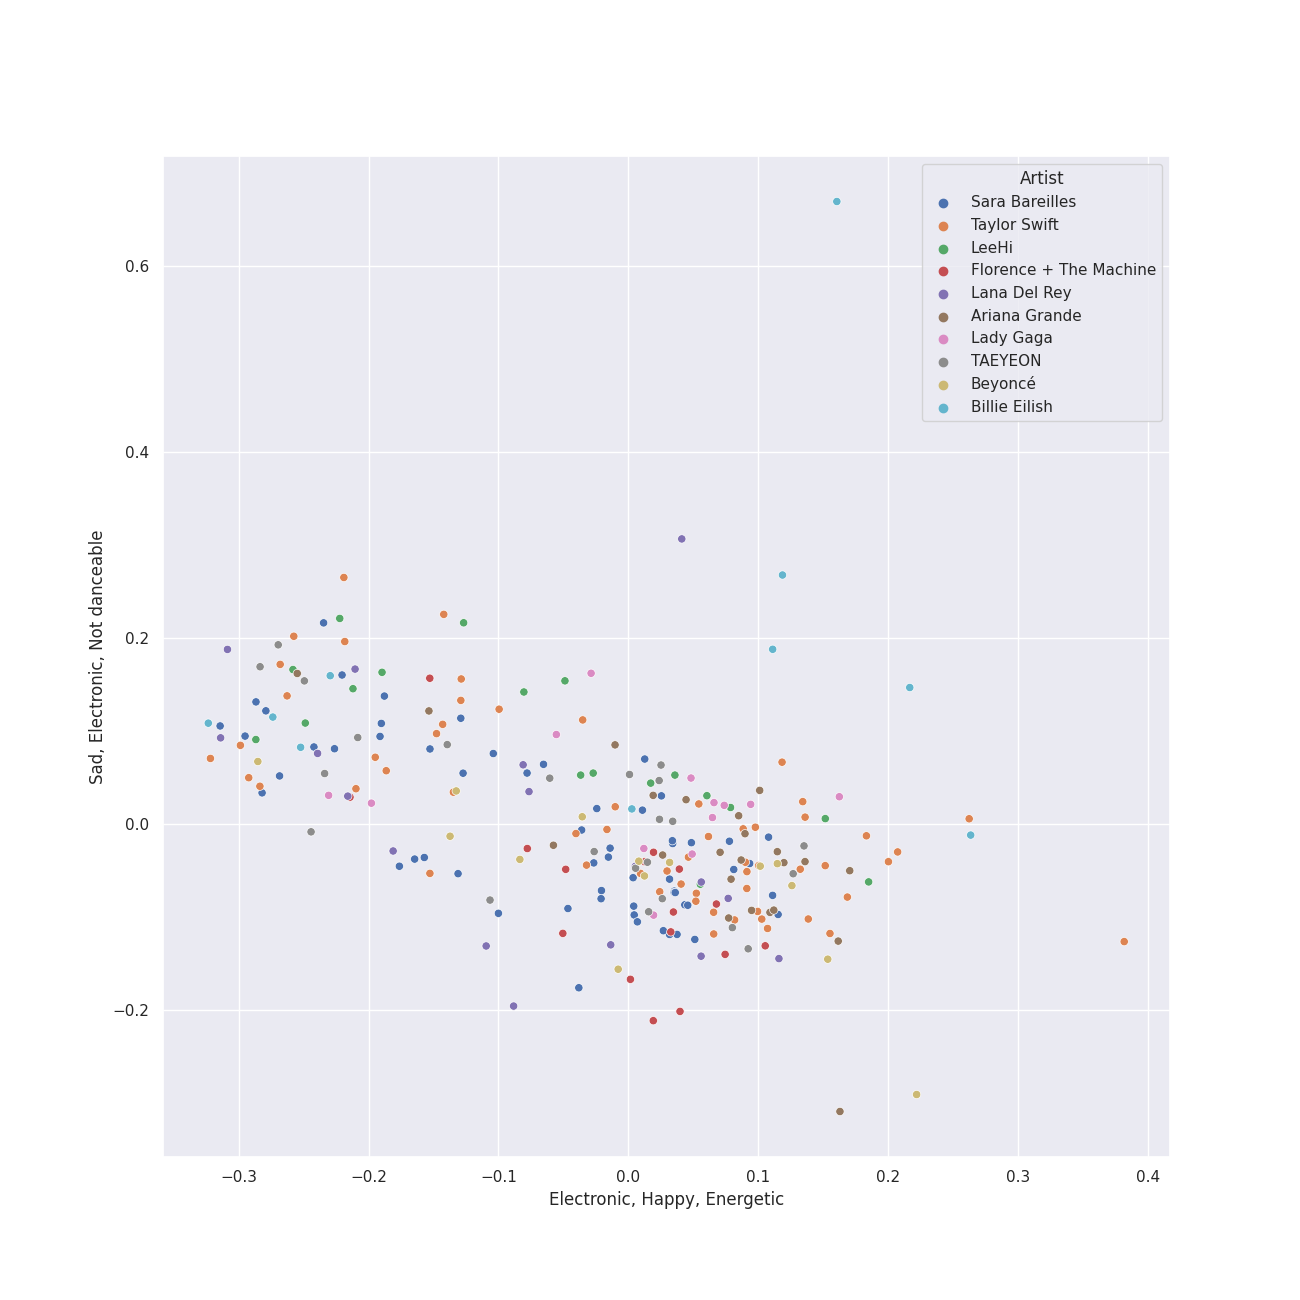 Artist
Sara Bareilles
Taylor Swift
LeeHi
Florence + The Machine
Lana Del Rey
Ariana Grande
Lady Gaga
TAEYEON
Beyoncé
Billie Eilish
Sad, Electronic, Not danceable
0.6
0.4
0.2
0.0
−0.2
−0.3
−0.2
−0.1
0.0
0.1
0.2
0.3
0.4
Electronic, Happy, Energetic